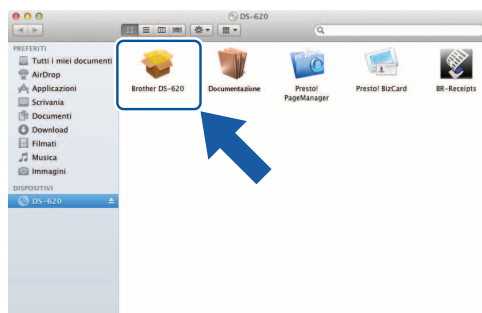 DS-620
PREFERITI
Tutti i miei documenti
AirDrop
Applicazioni
Scrivania
Documenti
Download
Filmati
Musica
Immagini
DISPOSITIVI
DS-620
Brother DS-620
Documentazione
Presto!
PageManager
Presto! BizCard
BR-Receipts